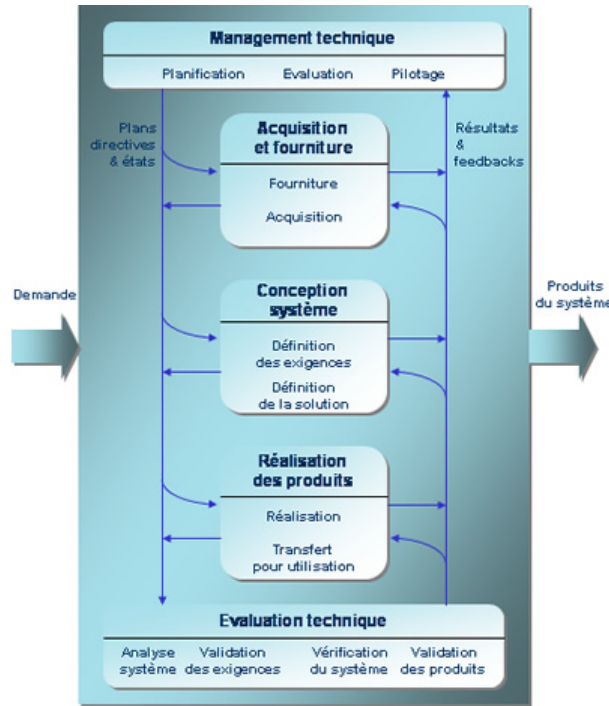 Management technique
Planification Evaluation Pilotage
Plans
directives
& états
Acquisition
et fourniture
Fourniture
Acquisition
Résultats
&
feedbacks
Demande
Conception
système
Définition
des exigences
Définition
de la solution
Produits
du système
Réalisation
des produits
Réalisation
Transfert
pour utilisation
Evaluation technique
Analyse
système
Validation
des exigences
Vérification
du système
Validation
des produits